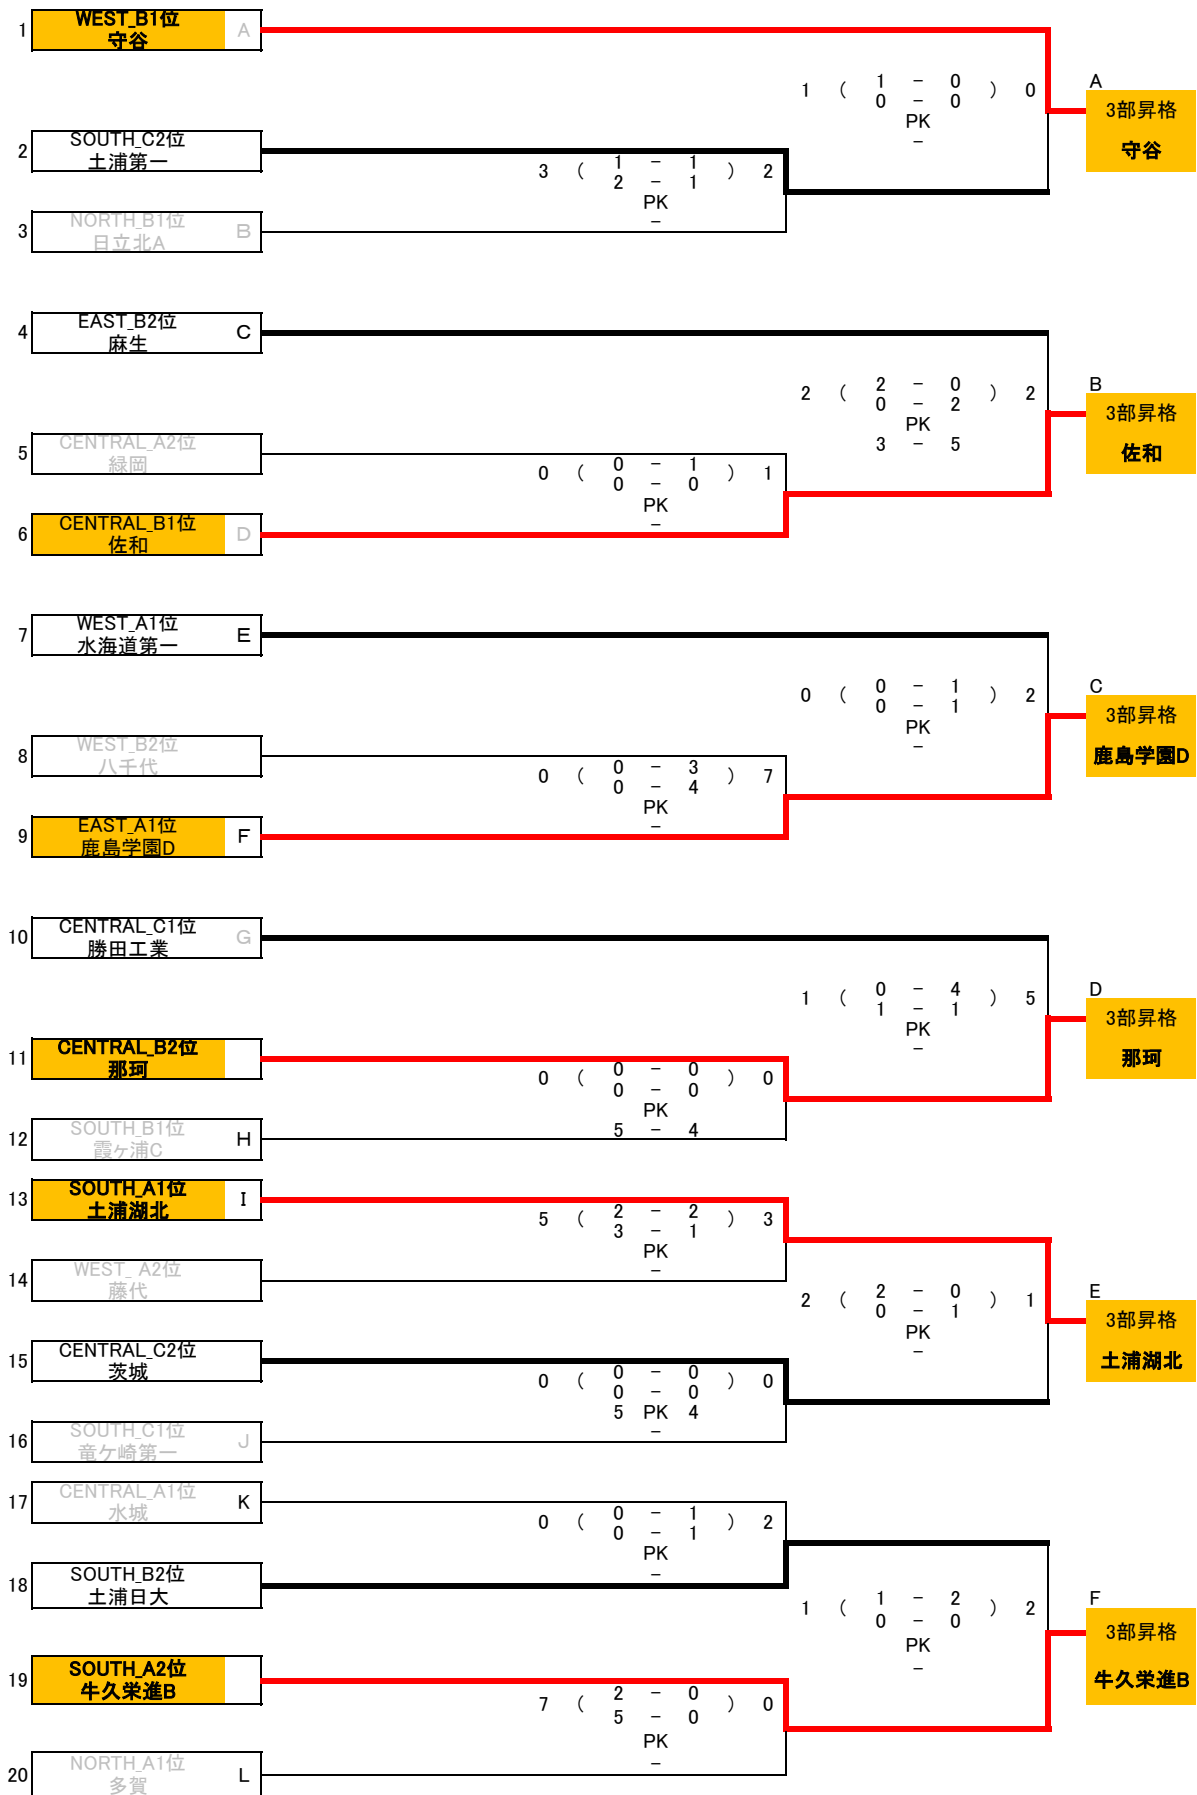 WEST_B1位
1 守谷 A
1 ( 1 - 0 ) 0
0 - 0
PK
-
A
3部昇格
守谷
SOUTH_C2位
2 土浦第一
3 ( 1 - 1 ) 2
2 - 1
PK
-
NORTH_B1位
3 日立北A B
EAST_B2位
4 麻生 C
2 ( 2 - 0 ) 2
0 - 2
PK
3 - 5
B
3部昇格
佐和
CENTRAL_A2位
5 緑岡
0 ( 0 - 1 ) 1
0 - 0
PK
-
CENTRAL_B1位
6 佐和 D
WEST_A1位
7 水海道第一 E
0 ( 0 - 1 ) 2
0 - 1
PK
-
C
3部昇格
鹿島学園D
WEST_B2位
8 八千代
0 ( 0 - 3 ) 7
0 - 4
PK
-
EAST_A1位
9 鹿島学園D F
CENTRAL_C1位
10 勝田工業 G
1 ( 0 - 4 ) 5
1 - 1
PK
-
D
3部昇格
那珂
CENTRAL_B2位
11 那珂
0 ( 0 - 0 ) 0
0 - 0
PK
5 - 4
SOUTH_B1位
12 霞ヶ浦C H
SOUTH_A1位
13 土浦湖北 I
5 ( 2 - 2 ) 3
3 - 1
PK
-
WEST_ A2位
14 藤代
2 ( 2 - 0 ) 1
0 - 1
PK
-
E
3部昇格
土浦湖北
CENTRAL_C2位
15 茨城
0 ( 0 - 0 ) 0
0 - 0
5 PK 4
-
SOUTH_C1位
16 竜ケ崎第一 J
CENTRAL_A1位
17 水城 K
0 ( 0 - 1 ) 2
0 - 1
PK
-
SOUTH_B2位
18 土浦日大
1 ( 1 - 2 ) 2
0 - 0
PK
-
F
3部昇格
牛久栄進B
SOUTH_A2位
19 牛久栄進B
7 ( 2 - 0 ) 0
5 - 0
PK
-
NORTH_A1位
20 多賀 L